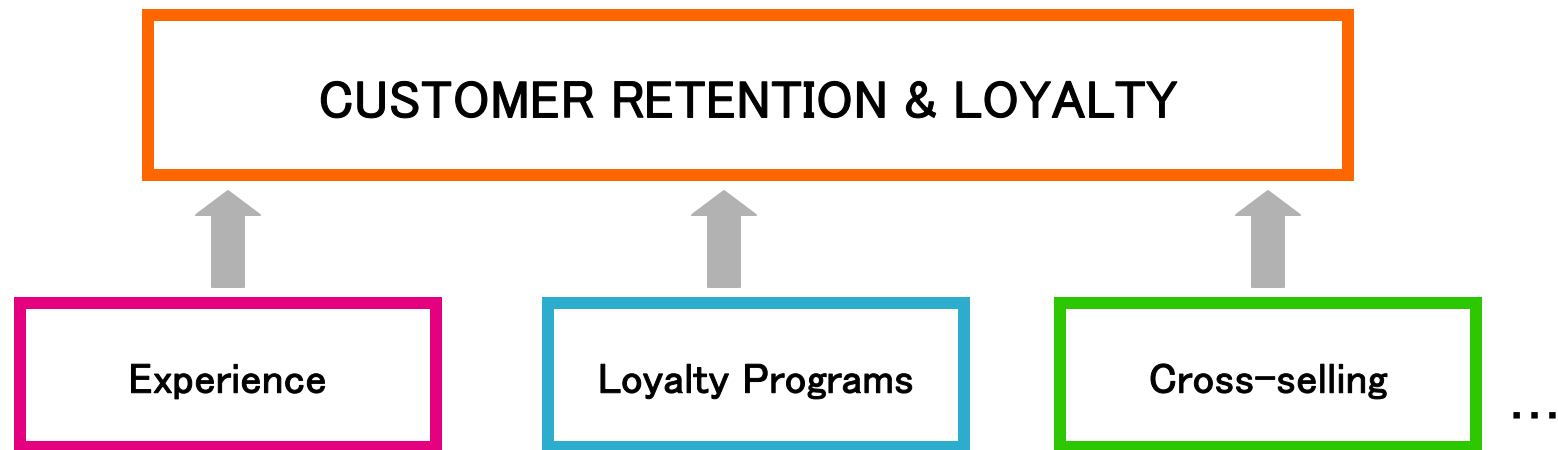 CUSTOMER RETENTION & LOYALTY
Experience
Loyalty Programs
Cross-selling
...